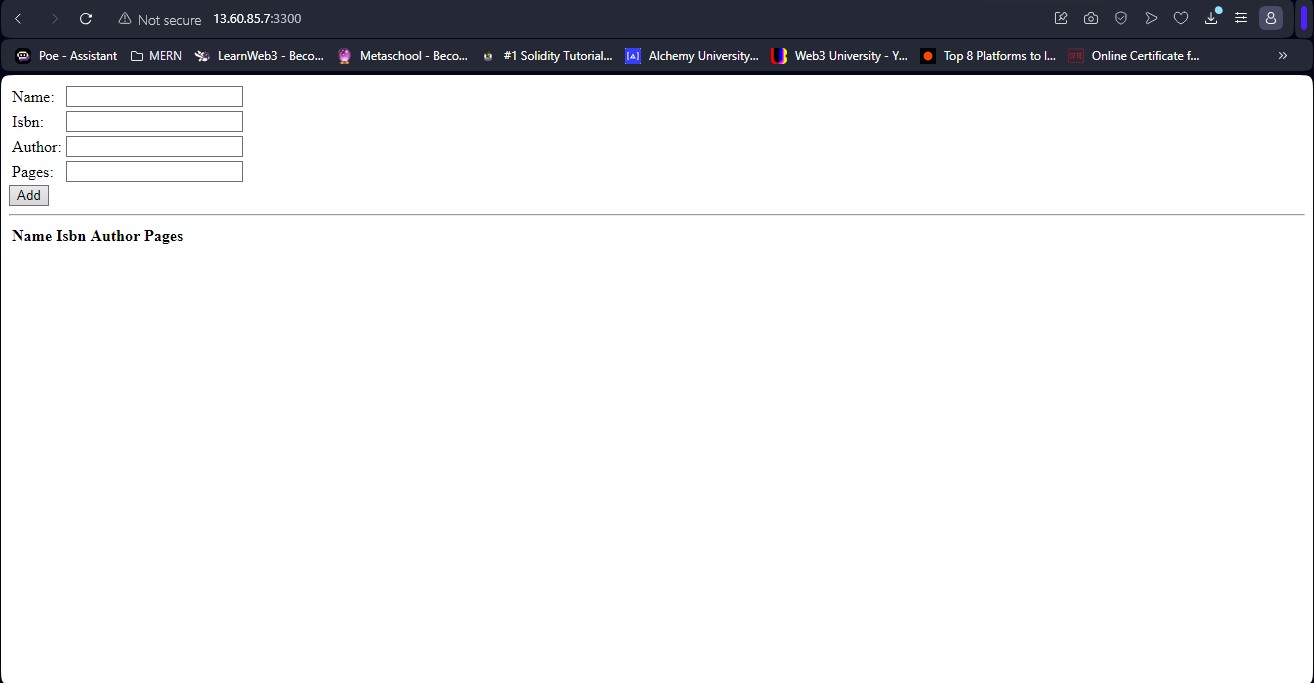 Not secure 13.60.85.7:3300
Poe - Assistant MERN LearnWeb3 - Beco... Metaschool - Beco... #1 Solidity Tutorial... Alchemy University... Web3 University - Y... Top 8 Platforms to l... Online Certificate f...
Name:
Isbn:
Author:
Pages:
Add
Name Isbn Author Pages